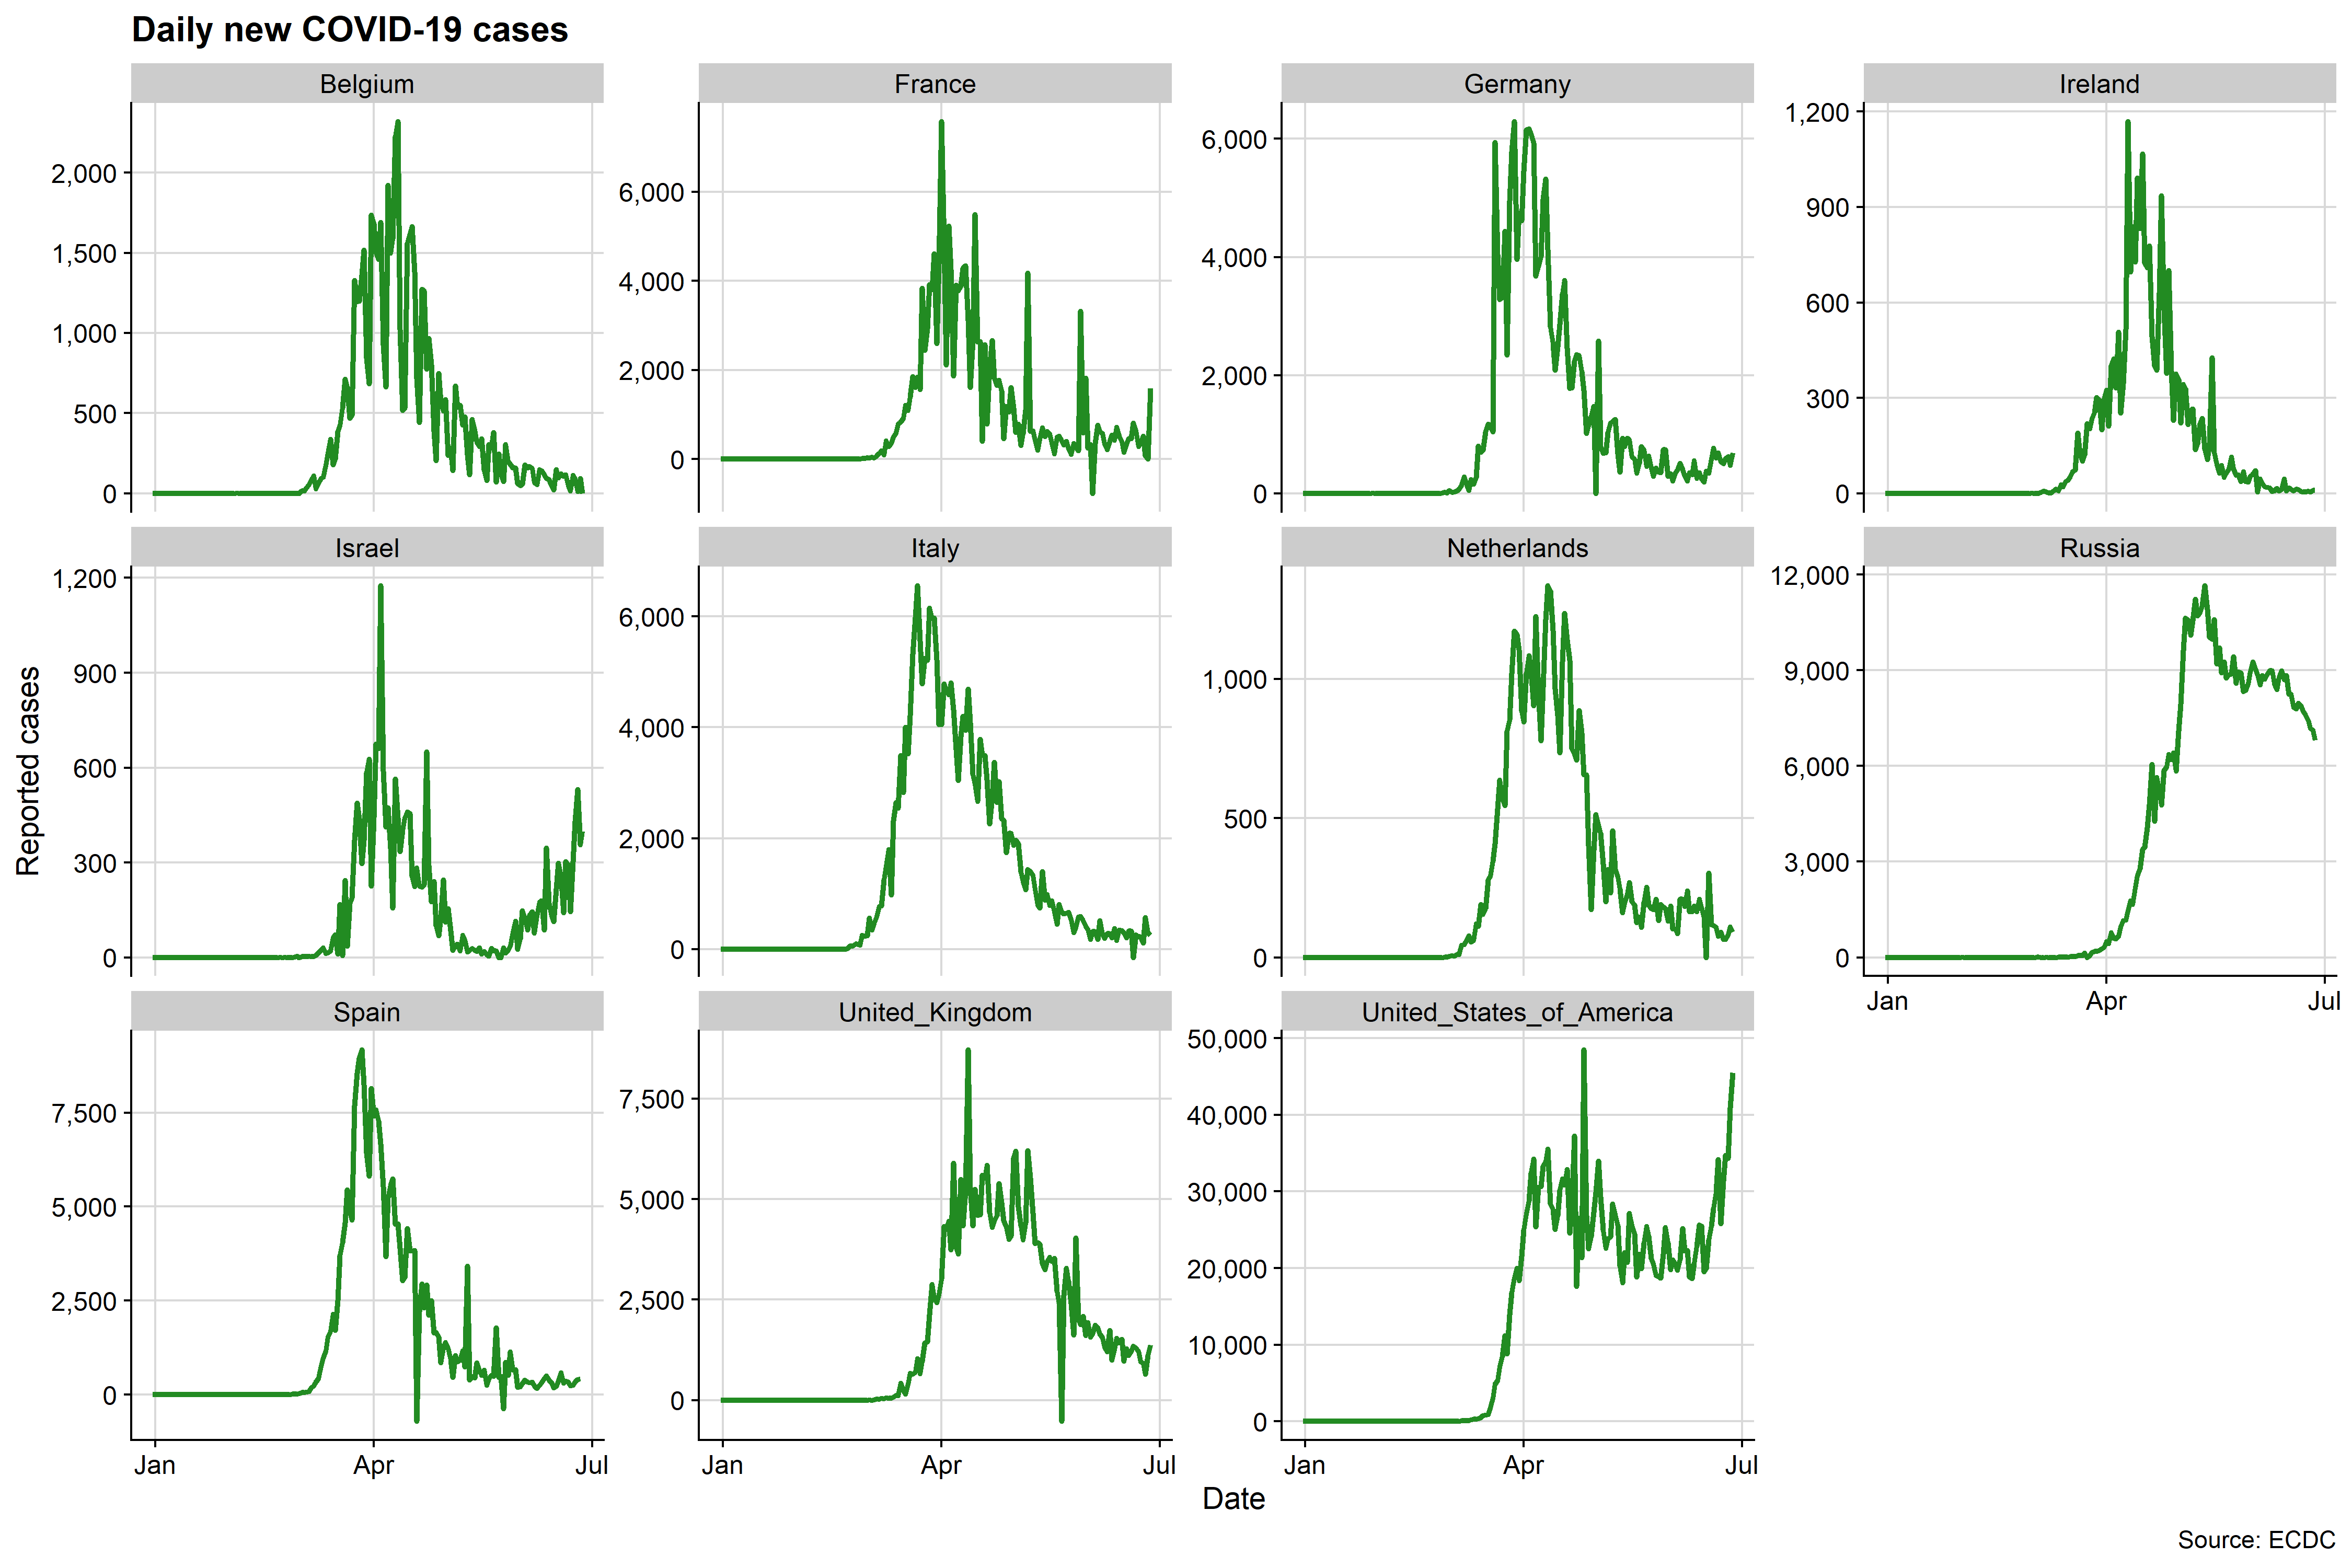 Daily new COVID-19 cases
Belgium
France
Germany
Ireland
2,000
1,500
1,000
500
0
6,000
4,000
2,000
0
6,000
4,000
2,000
0
1,200
900
600
300
0
Israel
Italy
Netherlands
Russia
1,200
900
600
300
0
6,000
4,000
2,000
0
1,000
500
0
12,000
9,000
6,000
3,000
0
Jan Apr Jul
Spain
United_Kingdom
United_States_of_America
7,500
5,000
2,500
0
7,500
5,000
2,500
0
50,000
40,000
30,000
20,000
10,000
0
Jan Apr Jul
Jan Apr Jul
Jan Apr Jul
Reported cases
Date
Source: ECDC